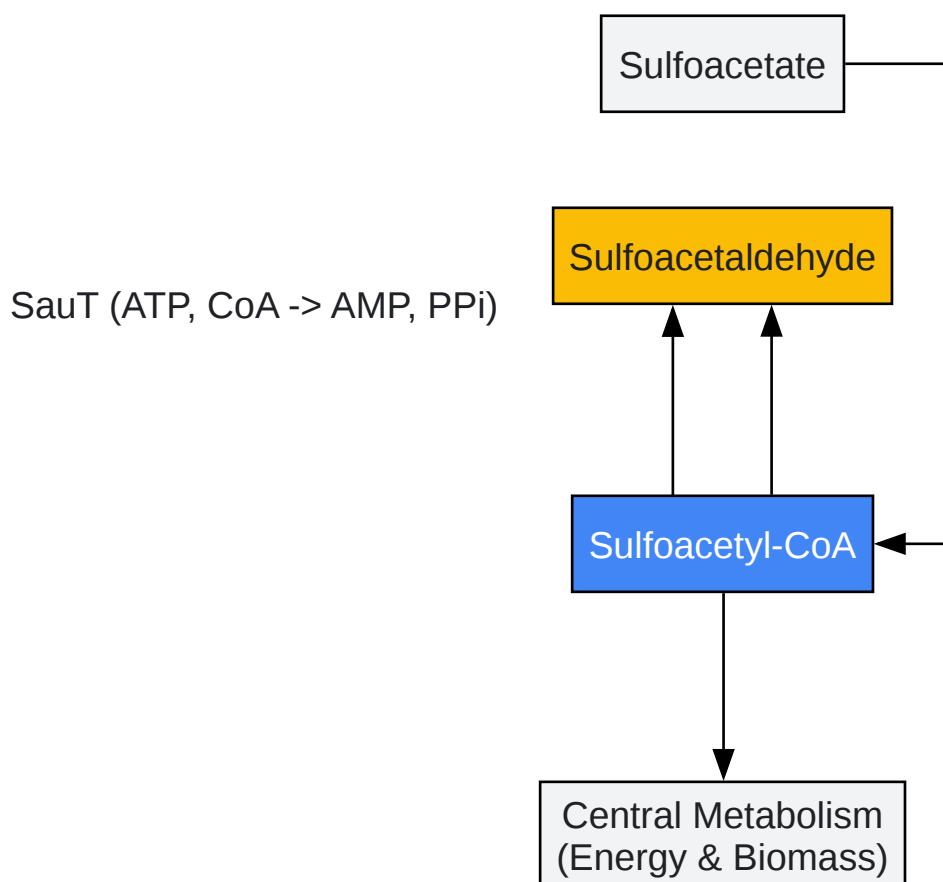 Sulfoacetate
Sulfoacetaldehyde
SauT (ATP, CoA -> AMP, PPi)
Sulfoacetyl-CoA
Central Metabolism
(Energy & Biomass)